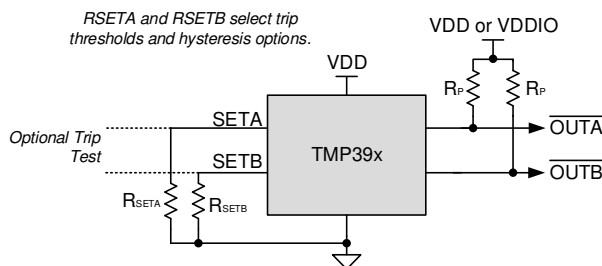 RSETA and RSETB select trip
thresholds and hysteresis options.
VDD or VDDIO
VDD
RP
RP
SETA
OUTA
Optional Trip
Test
SETB
OUTB
TMP39x
RSETA
RSETB